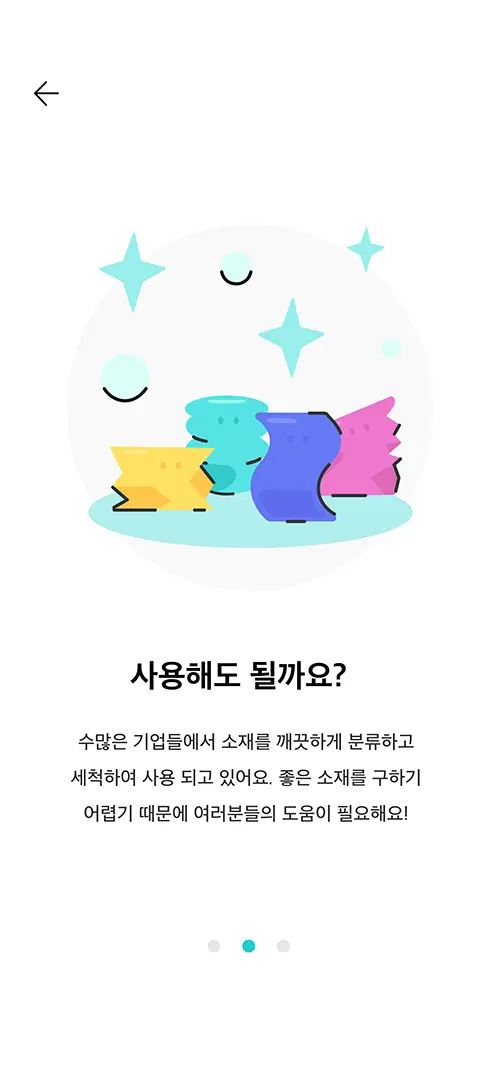 사용해도 될까요?
수많은 기업들에서 소재를 깨끗하게 분류하고
세척하여 사용 되고 있어요. 좋은 소재를 구하기
어렵기 때문에 여러분들의 도움이 필요해요!